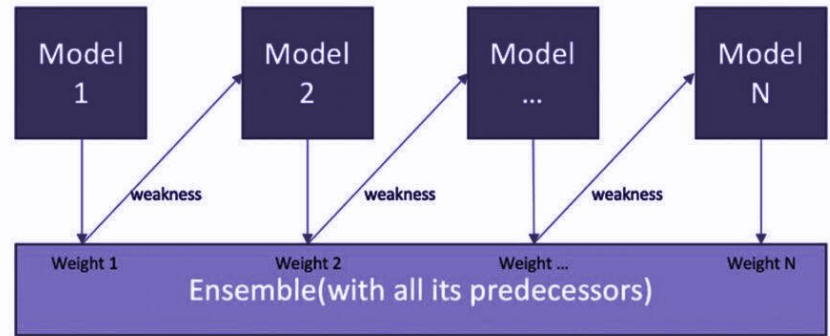 Model
1
Model
2
Model
...
Model
N
weakness
weakness
weakness
Weight 1
Weight 2
Weight ...
Weight N
Ensemble(with all its predecessors)